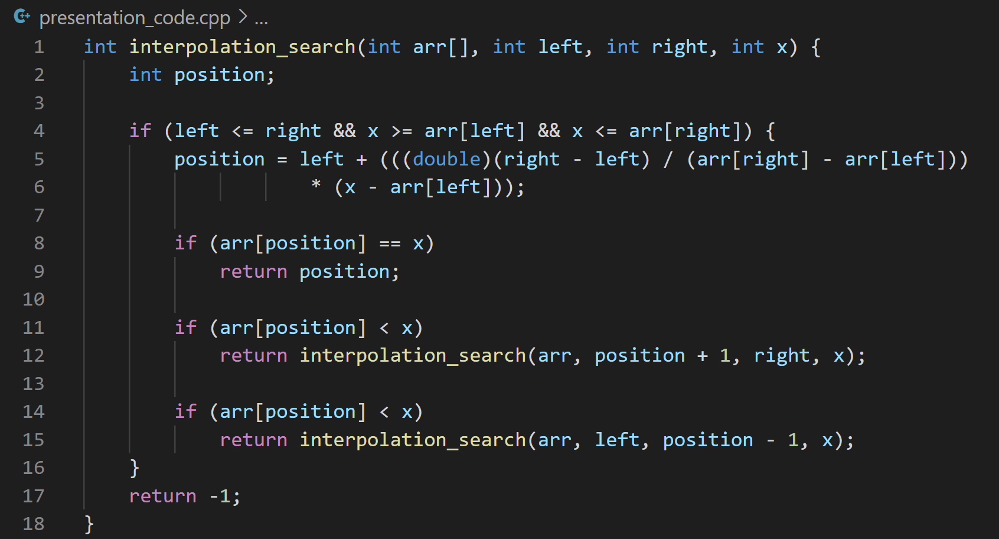 presentation_code.cpp > ...
1 int interpolation_search(int arr[], int left, int right, int x) {
2     int position;
3
4     if (left <= right && x >= arr[left] && x <= arr[right]) {
5         position = left + (((double)(right - left) / (arr[right] - arr[left]))
6                     * (x - arr[left]));
7
8         if (arr[position] == x)
9             return position;
10
11         if (arr[position] < x)
12             return interpolation_search(arr, position + 1, right, x);
13
14         if (arr[position] < x)
15             return interpolation_search(arr, left, position - 1, x);
16     }
17     return -1;
18 }